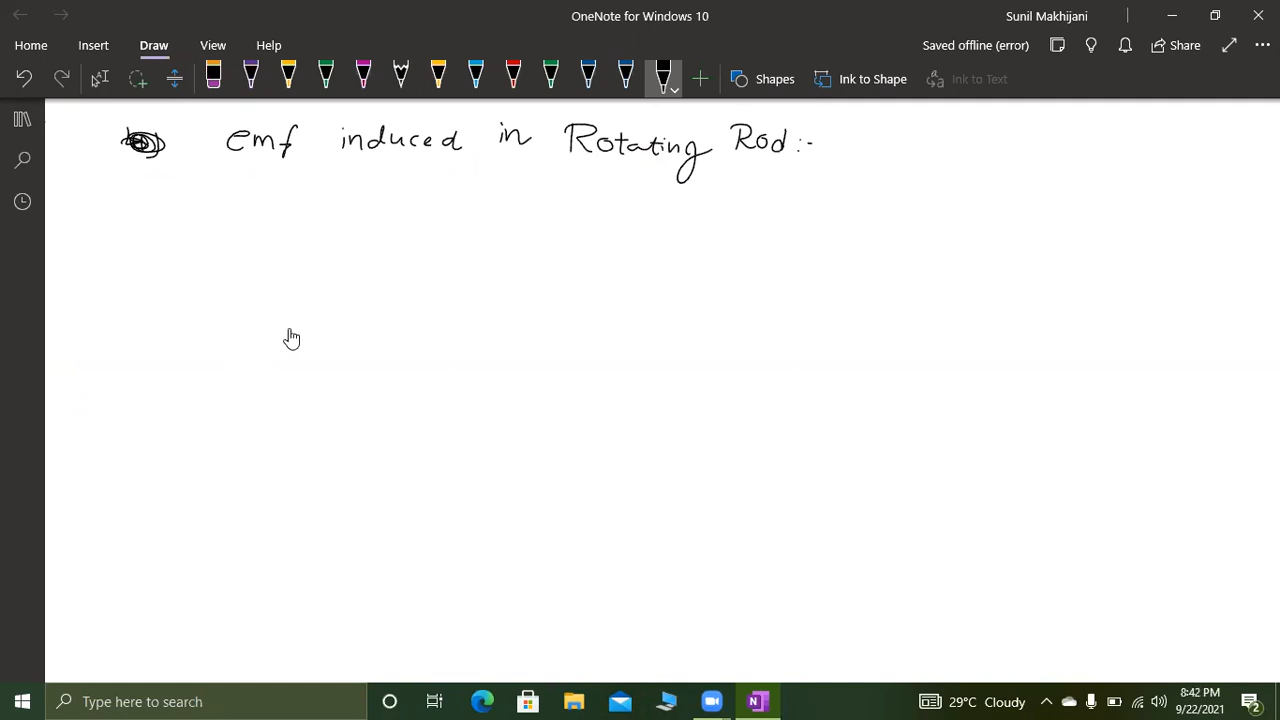 OneNote for Windows 10
Sunil Makhijani
Home Insert Draw View Help
Saved offline (error)
Share
Shapes
Ink to Shape
Ink to Text
emf induced in Rotating Rod :-
Type here to search
29°C Cloudy
8:42 PM
9/22/2021
2